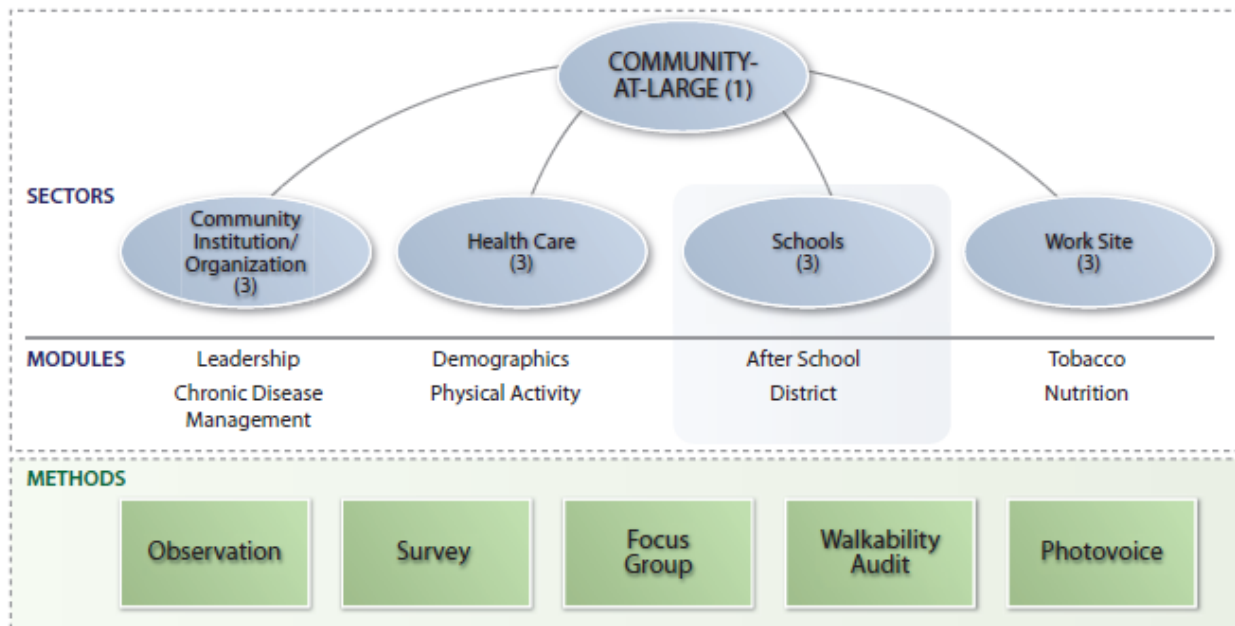 COMMUNITY-
AT-LARGE (1)
SECTORS
Community
Institution/
Organization
(3)
Health Care
(3)
Schools
(3)
Work Site
(3)
MODULES
Leadership
Chronic Disease
Management
Demographics
Physical Activity
After School
District
Tobacco
Nutrition
METHODS
Observation
Survey
Focus
Group
Walkability
Audit
Photovoice